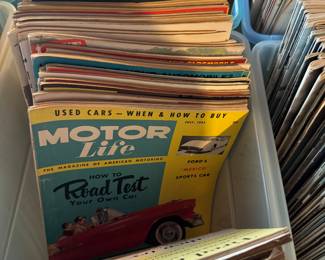 USED CARS — WHEN & HOW TO BUY
MOTOR
Life
THE MAGAZINE OF AMERICAN MOTORING
FORD'S
"MEXICO"
SPORTS CAR
HOW TO
Road Test
Your Own Car